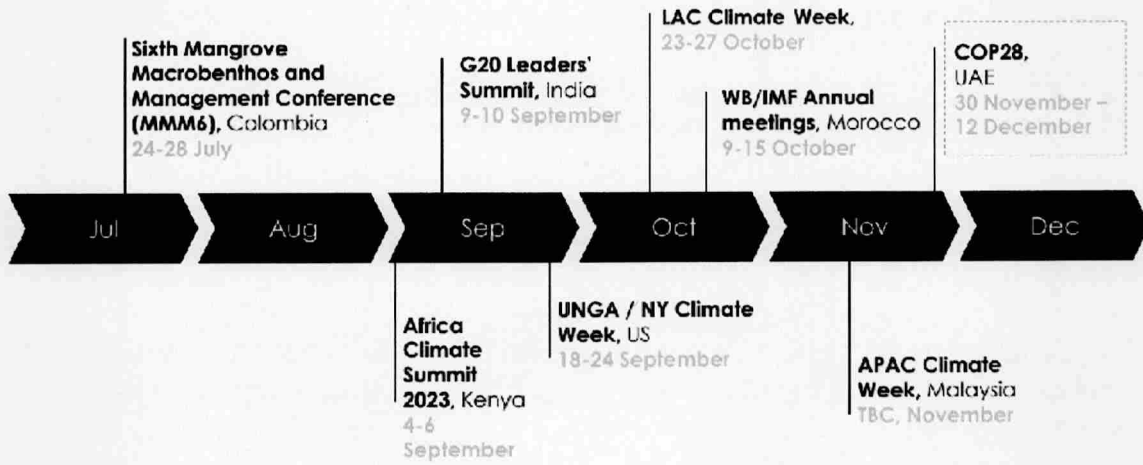 Sixth Mangrove
Macrobenthos and
Management Conference
(MMM6), Colombia
24-28 July
G20 Leaders'
Summit, India
9-10 September
LAC Climate Week,
23-27 October
WB/IMF Annual
meetings, Morocco
9-15 October
COP28,
UAE
30 November –
12 December
Jul
Aug
Sep
Oct
Nov
Dec
Africa
Climate
Summit
2023, Kenya
4-6
September
UNGA / NY Climate
Week, US
18-24 September
APAC Climate
Week, Malaysia
TBC, November